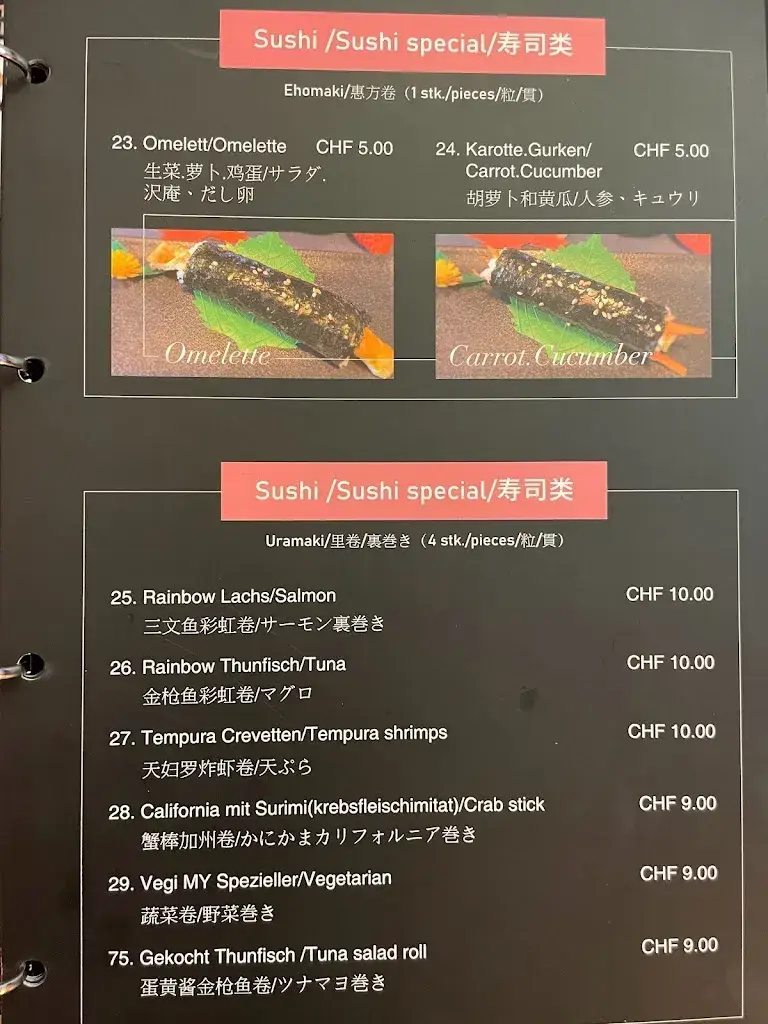 Sushi /Sushi special/寿司类
Ehomaki/惠方卷（1 stk./pieces/粒/貫）
23. Omelett/Omelette CHF 5.00
生菜.萝卜.鸡蛋/サラダ.
沢庵、だし卵
24. Karotte.Gurken/ CHF 5.00
Carrot.Cucumber
胡萝卜和黄瓜/人参、キュウリ
Omelette
Carrot.Cucumber
Sushi /Sushi special/寿司类
Uramaki/里卷/裏巻き（4 stk./pieces/粒/貫）
25. Rainbow Lachs/Salmon CHF 10.00
三文鱼彩虹卷/サーモン裏巻き
26. Rainbow Thunfisch/Tuna CHF 10.00
金枪鱼彩虹卷/マグロ
27. Tempura Crevetten/Tempura shrimps CHF 10.00
天妇罗炸虾卷/天ぷら
28. California mit Surimi(krebsfleischimitat)/Crab stick CHF 9.00
蟹棒加州卷/かにかまカリフォルニア巻き
29. Vegi MY Spezieller/Vegetarian CHF 9.00
蔬菜卷/野菜巻き
75. Gekocht Thunfisch /Tuna salad roll CHF 9.00
蛋黄酱金枪鱼卷/ツナマヨ巻き